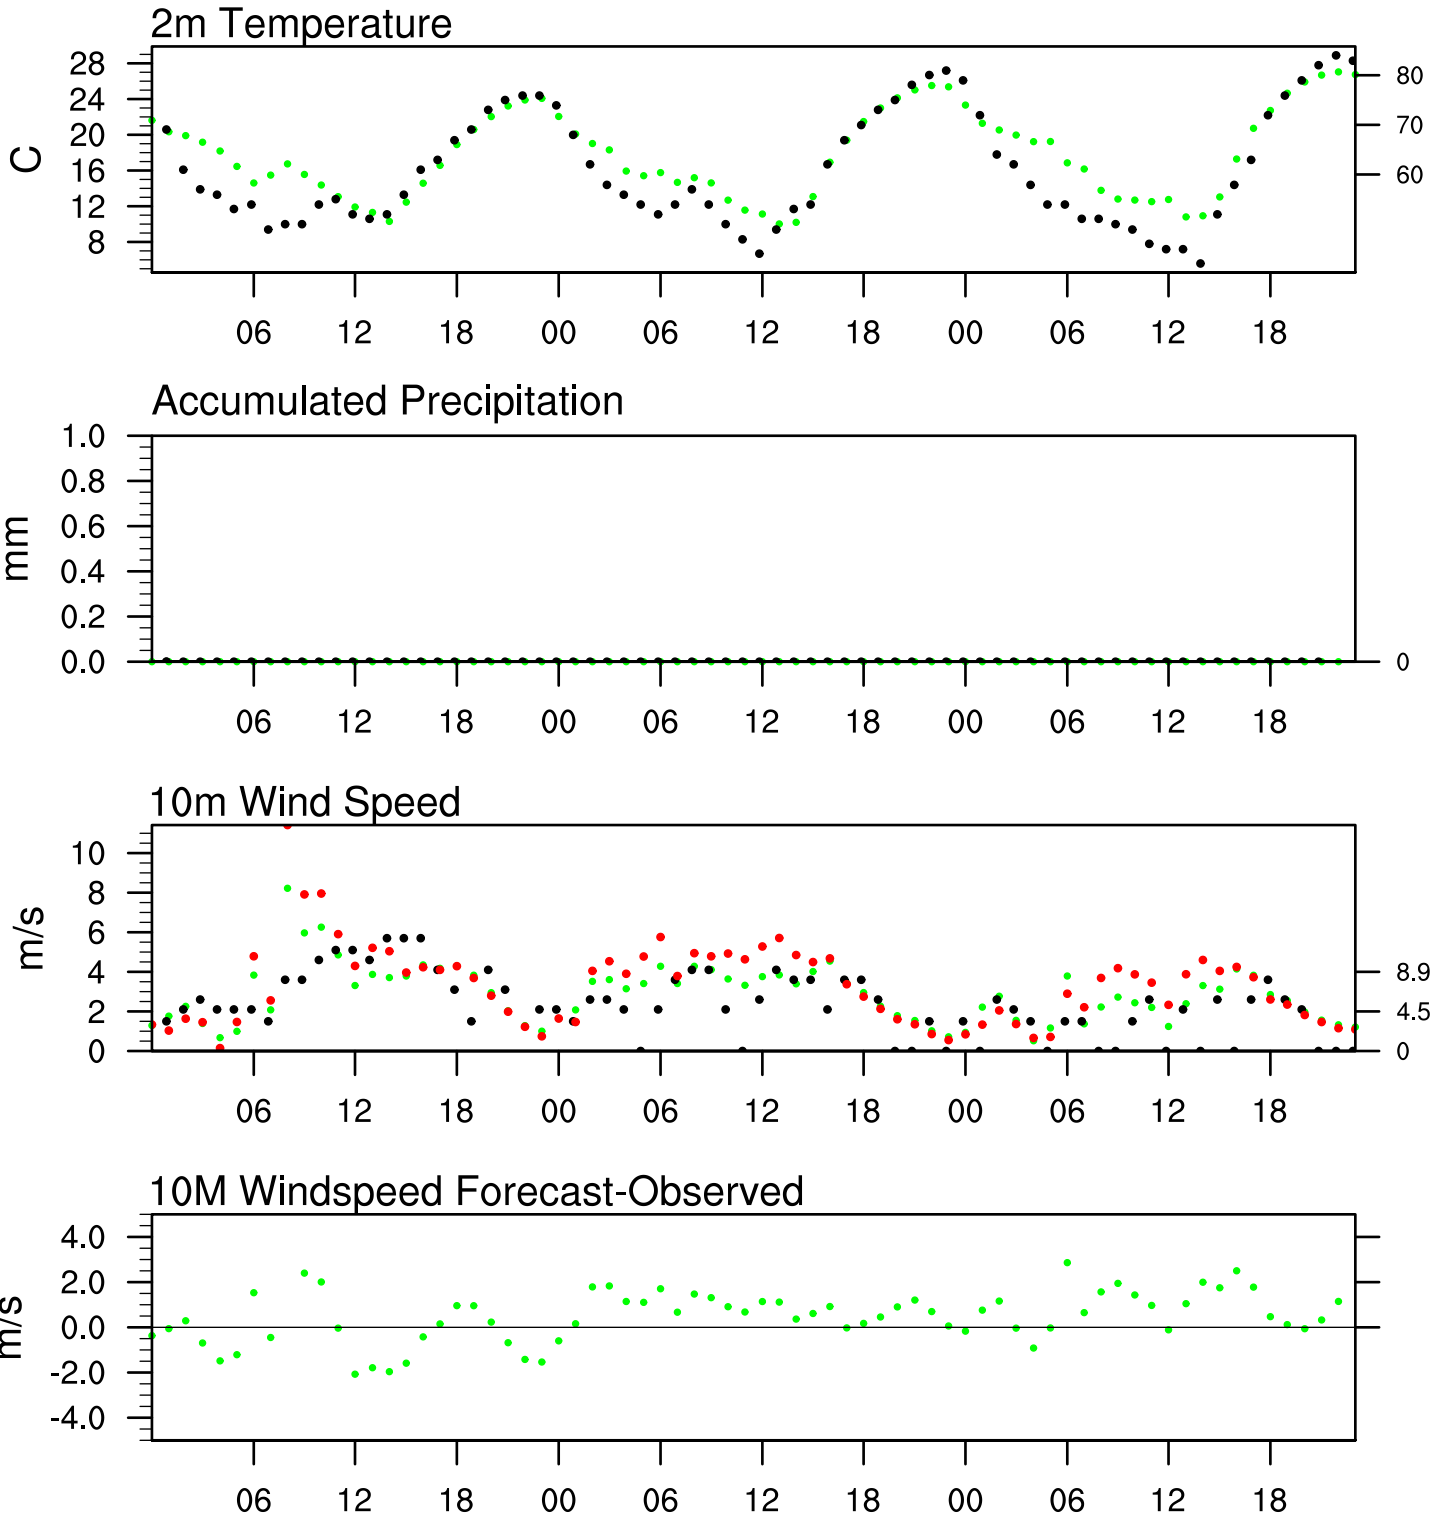 2m Temperature
28
24
20
16
12
8
C
80
70
60
06 12 18 00 06 12 18 00 06 12 18
Accumulated Precipitation
1.0
0.8
0.6
0.4
0.2
0.0
mm
0
06 12 18 00 06 12 18 00 06 12 18
10m Wind Speed
10
8
6
4
2
0
m/s
8.9
4.5
0
06 12 18 00 06 12 18 00 06 12 18
10M Windspeed Forecast-Observed
4.0
2.0
0.0
-2.0
-4.0
m/s
06 12 18 00 06 12 18 00 06 12 18